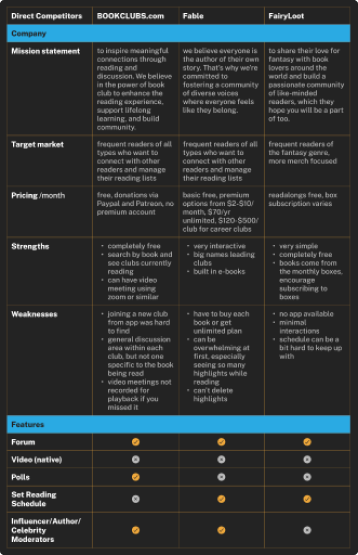 Direct Competitors BOOKCLUBS.com Fable FairyLoot
Company
Mission statement
to inspire meaningful
connections through
reading and
discussion. We believe
in the power of book
club to enhance the
reading experience,
support lifelong
learning, and build
community.
we believe everyone is
the author of their own
story. That's why we're
committed to
fostering a community
of diverse voices
where everyone feels
like they belong.
to share their love for
fantasy with book
lovers around the
world and build a
passionate community
of like-minded
readers, which they
hope you will be a part
of too.
Target market
frequent readers of all
types who want to
connect with other
readers and manage
their reading lists
frequent readers of all
types who want to
connect with other
readers and manage
their reading lists
frequent readers of
the fantasy genre,
more merch focused
Pricing /month
free, donations via
Paypal and Patreon, no
premium account
basic free, premium
options from $2-$10/
month, $70/yr
unlimited, $120-$500/
club for career clubs
readalongs free, box
subscription varies
Strengths
• completely free
• search by book and
see clubs currently
reading
• can have video
meeting using
zoom or similar
• very interactive
• big names leading
clubs
• built in e-books
• very simple
• completely free
• books come from
the monthly boxes,
encourage
subscribing to
boxes
Weaknesses
• joining a new club
from app was hard
to find
• general discussion
area within each
club, but not one
specific to the book
being read
• video meetings not
recorded for
playback if you
missed it
• have to buy each
book or get
unlimited plan
• can be
overwhelming at
first, especially
seeing so many
highlights while
reading
• can't delete
highlights
• no app available
• minimal
interactions
• schedule can be a
bit hard to keep up
with
Features
Forum
Video (native)
Polls
Set Reading
Schedule
Influencer/Author/
Celebrity
Moderators